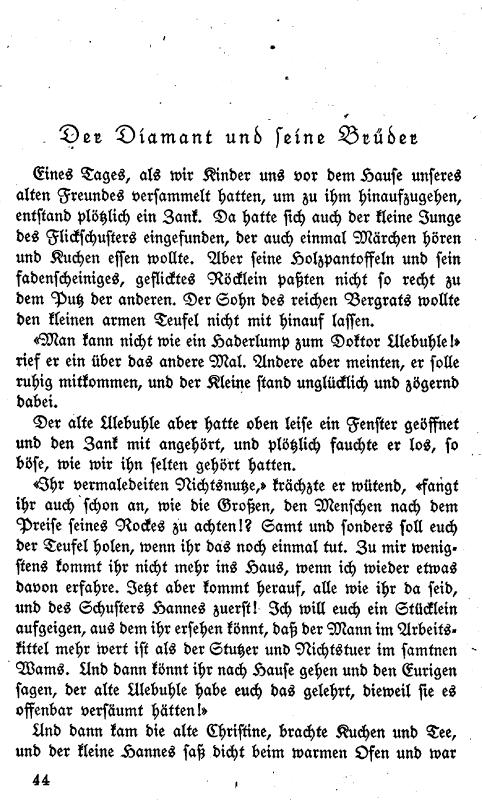 Der Diamant und seine Brüder
Eines Tages, als wir Kinder uns vor dem Hause unseres
alten Freundes versammelt hatten, um zu ihm hinaufzugehen,
entstand plötzlich ein Zank. Da hatte sich auch der kleine Junge
des Flickschusters eingefunden, der auch einmal Märchen hören
und Kuchen essen wollte. Aber seine Holzpantoffeln und sein
fadenscheiniges, geflicktes Röcklein paßten nicht so recht zu
dem Putz der anderen. Der Sohn des reichen Bergrats wollte
den kleinen armen Teufel nicht mit hinauf lassen.
«Man kann nicht wie ein Haderlump zum Doktor Ulebuhle!»
rief er ein über das andere Mal. Andere aber meinten, er solle
ruhig mitkommen, und der Kleine stand unglücklich und zögernd
dabei.
Der alte Ulebuhle aber hatte oben leise ein Fenster geöffnet
und den Zank mit angehört, und plötzlich fauchte er los, so
böse, wie wir ihn selten gehört hatten.
«Ihr vermaledeiten Nichtsnutze,» krächzte er wütend, «fangt
ihr auch schon an, wie die Großen, den Menschen nach dem
Preise seines Rockes zu achten!? Samt und sonders soll euch
der Teufel holen, wenn ihr das noch einmal tut. Zu mir wenig-
stens kommt ihr nicht mehr ins Haus, wenn ich wieder etwas
davon erfahre. Jetzt aber kommt herauf, alle wie ihr da seid,
und des Schusters Hannes zuerst! Ich will euch ein Stücklein
aufgeigen, aus dem ihr ersehen könnt, daß der Mann im Arbeits-
kittel mehr wert ist als der Stutzer und Nichtstuer im samtnen
Wams. Und dann könnt ihr nach Hause gehen und den Eurigen
sagen, der alte Ulebuhle habe euch das gelehrt, dieweil sie es
offenbar versäumt hätten!»
Und dann kam die alte Christine, brachte Kuchen und Tee,
und der kleine Hannes saß dicht beim warmen Ofen und war
44